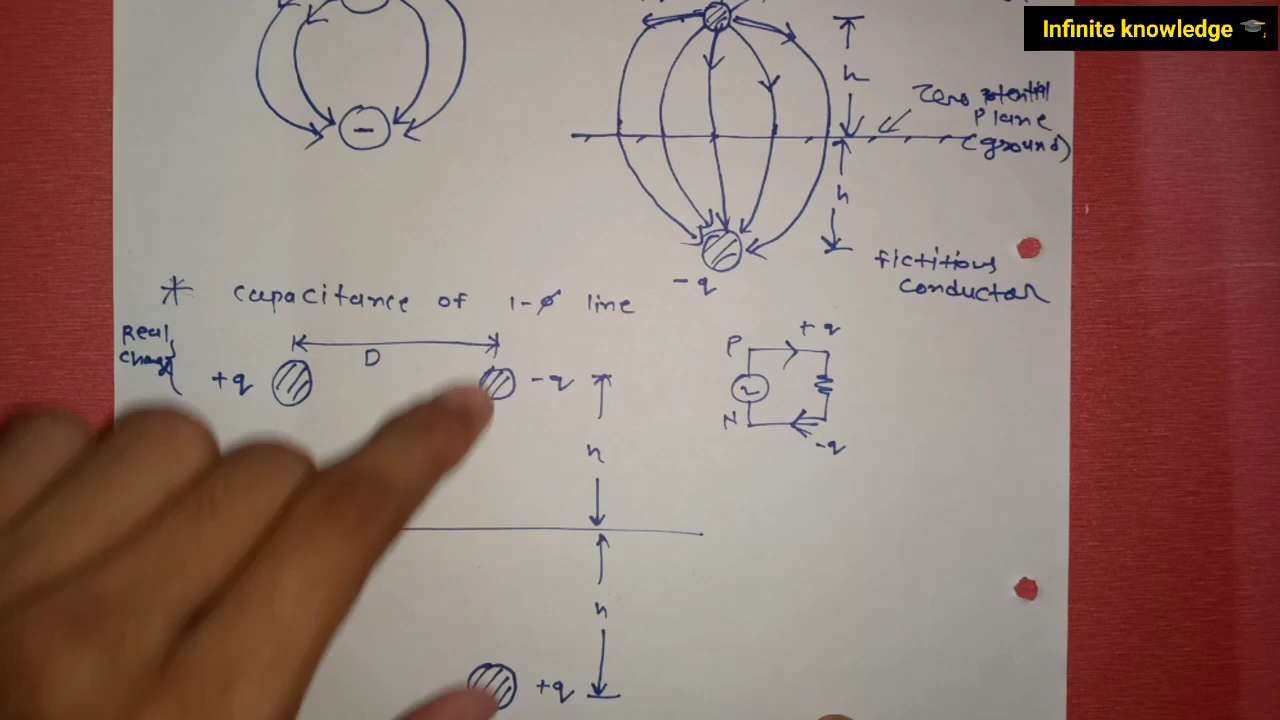 Infinite knowledge
h
Zero potential
Plane
(ground)
h
-
fictitious
conductor
-q
* capacitance of 1-φ line
Real
charge
D
+q
-q
h
P
+q
N
-q
h
+q